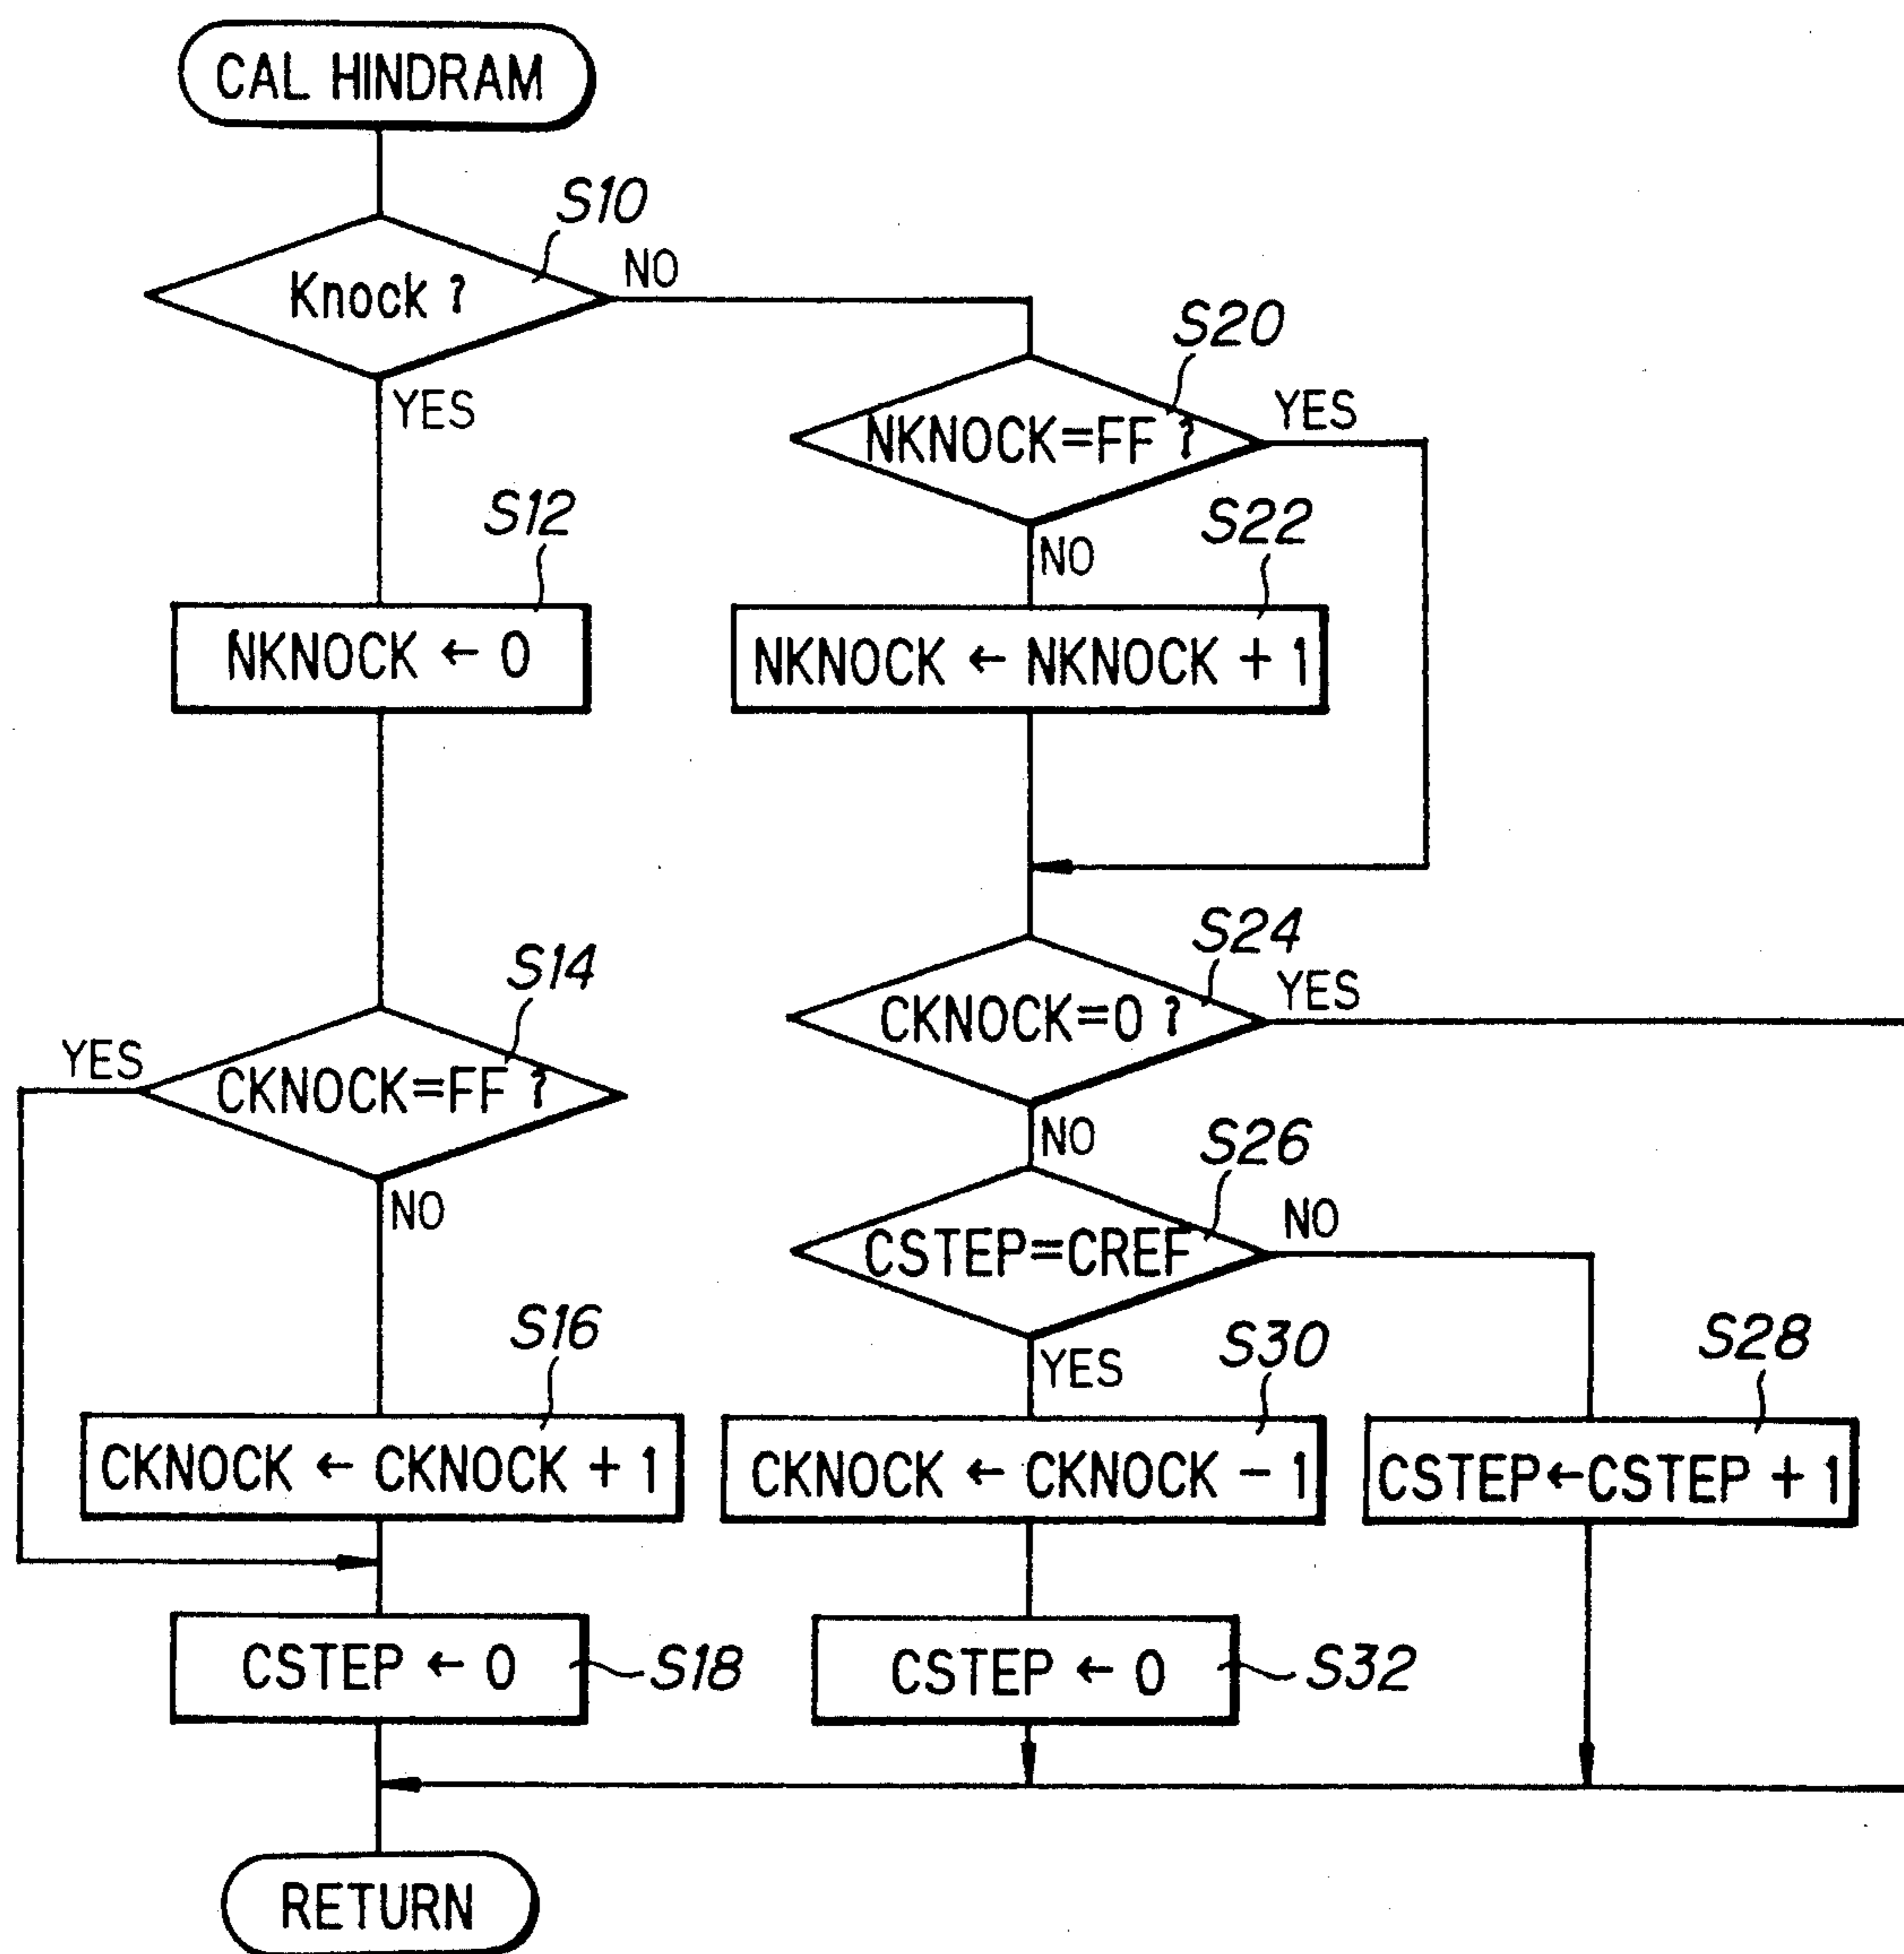 CAL HINDRAM
S10
Knock ?
NO
YES
S20
NKNOCK=FF ?
YES
NO
S12
NKNOCK ← 0
S22
NKNOCK ← NKNOCK + 1
S14
CKNOCK=FF ?
YES
NO
S24
CKNOCK=0 ?
YES
NO
S26
CSTEP=CREF
NO
YES
S16
CKNOCK ← CKNOCK + 1
S30
CKNOCK ← CKNOCK - 1
S28
CSTEP←CSTEP + 1
CSTEP ← 0
S18
CSTEP ← 0
S32
RETURN